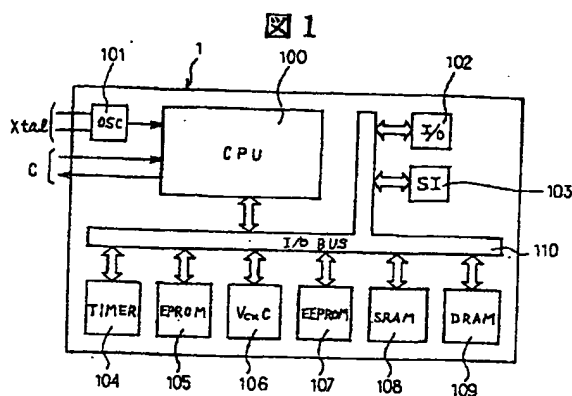 図1
101
1
100
102
Xtal
OSC
CPU
I/O
C
SI
103
I/O BUS
110
TIMER
EPROM
VcxC
EEPROM
SRAM
DRAM
104
105
106
107
108
109